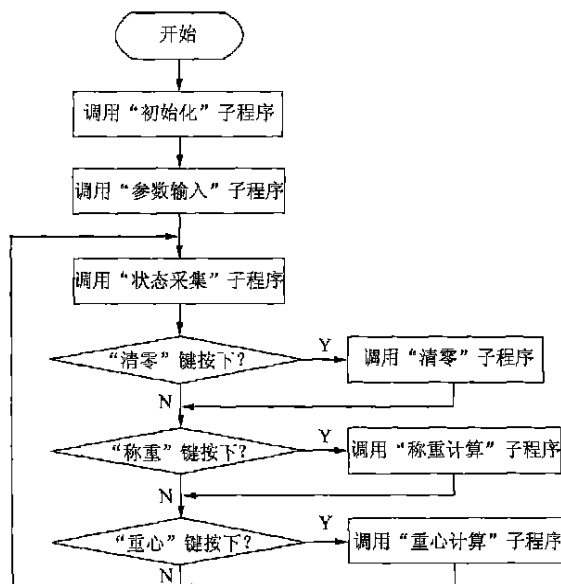 开始
调用“初始化”子程序
调用“参数输入”子程序
调用“状态采集”子程序
“清零”键按下?
Y
调用“清零”子程序
N
“称重”键按下?
Y
调用“称重计算”子程序
N
“重心”键按下?
Y
调用“重心计算”子程序
N